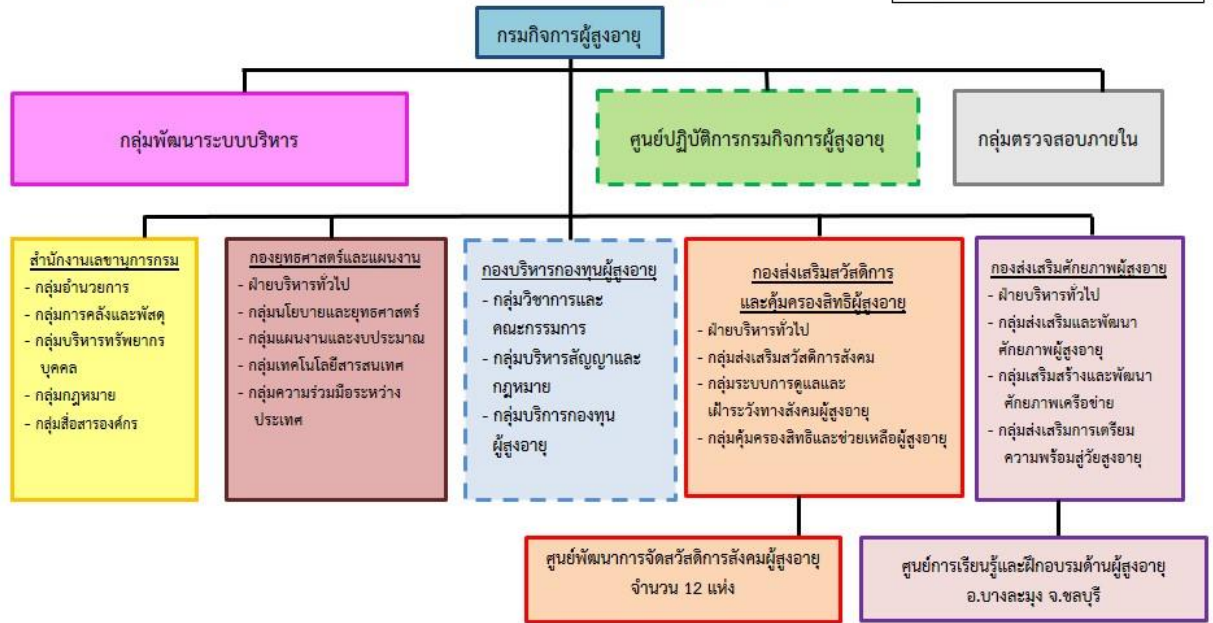 กรมกิจการผู้สูงอายุ
กลุ่มพัฒนาระบบบริหาร
ศูนย์ปฏิบัติการกรมกิจการผู้สูงอายุ
กลุ่มตรวจสอบภายใน
สำนักงานเลขานุการกรม
- กลุ่มอำนวยการ
- กลุ่มการคลังและพัสดุ
- กลุ่มบริหารทรัพยากร
บุคคล
- กลุ่มกฎหมาย
- กลุ่มสื่อสารองค์กร
กองยุทธศาสตร์และแผนงาน
- ฝ่ายบริหารทั่วไป
- กลุ่มนโยบายและยุทธศาสตร์
- กลุ่มแผนงานและงบประมาณ
- กลุ่มเทคโนโลยีสารสนเทศ
- กลุ่มความร่วมมือระหว่าง
ประเทศ
กองบริหารกองทุนผู้สูงอายุ
- กลุ่มวิชาการและ
คณะกรรมการ
- กลุ่มบริหารสัญญาและ
กฎหมาย
- กลุ่มบริการกองทุน
ผู้สูงอายุ
กองส่งเสริมสวัสดิการ
และคุ้มครองสิทธิผู้สูงอายุ
- ฝ่ายบริหารทั่วไป
- กลุ่มส่งเสริมสวัสดิการสังคม
- กลุ่มระบบการดูแลและ
เฝ้าระวังทางสังคมผู้สูงอายุ
- กลุ่มคุ้มครองสิทธิและช่วยเหลือผู้สูงอายุ
กองส่งเสริมศักยภาพผู้สูงอายุ
- ฝ่ายบริหารทั่วไป
- กลุ่มส่งเสริมและพัฒนา
ศักยภาพผู้สูงอายุ
- กลุ่มเสริมสร้างและพัฒนา
ศักยภาพเครือข่าย
- กลุ่มส่งเสริมการเตรียม
ความพร้อมสู่วัยสูงอายุ
ศูนย์พัฒนาการจัดสวัสดิการสังคมผู้สูงอายุ
จำนวน 12 แห่ง
ศูนย์การเรียนรู้และฝึกอบรมด้านผู้สูงอายุ
อ.บางละมุง จ.ชลบุรี